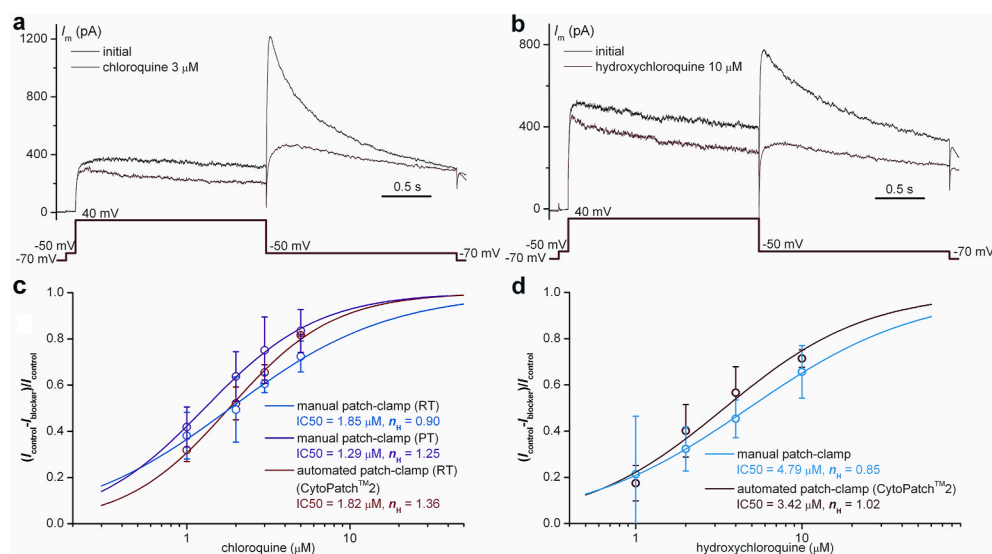 a
I_m (pA)
initial
chloroquine 3 μM
1200
800
400
0
0.5 s
40 mV
-50 mV
-70 mV
-50 mV
-70 mV
b
I_m (pA)
initial
hydroxychloroquine 10 μM
800
600
400
200
0
0.5 s
40 mV
-50 mV
-70 mV
-50 mV
-70 mV
c
(I_control-I_blocker)/I_control
1.0
0.8
0.6
0.4
0.2
0.0
manual patch-clamp (RT)
IC50 = 1.85 μM, n_H = 0.90
manual patch-clamp (PT)
IC50 = 1.29 μM, n_H = 1.25
automated patch-clamp (RT)
(CytoPatch™2)
IC50 = 1.82 μM, n_H = 1.36
1
10
chloroquine (μM)
d
(I_control-I_blocker)/I_control
1.0
0.8
0.6
0.4
0.2
0.0
manual patch-clamp
IC50 = 4.79 μM, n_H = 0.85
automated patch-clamp (CytoPatch™2)
IC50 = 3.42 μM, n_H = 1.02
1
10
hydroxychloroquine (μM)